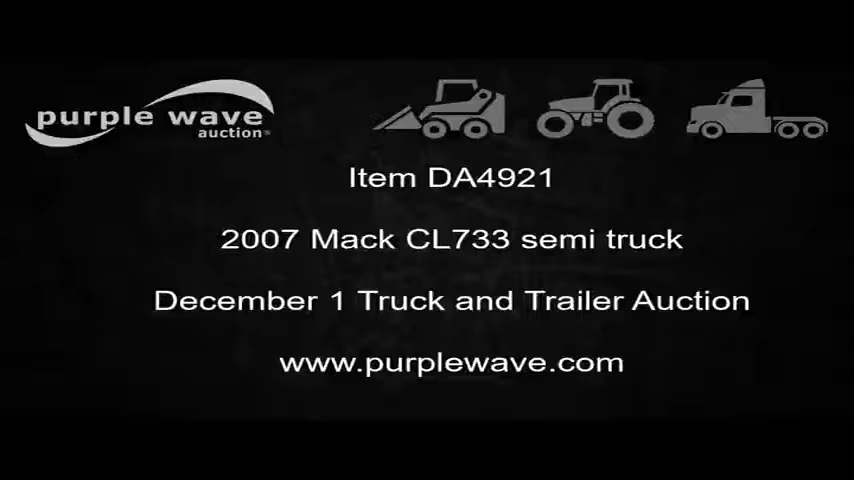 purple wave
auction®
Item DA4921
2007 Mack CL733 semi truck
December 1 Truck and Trailer Auction
www.purplewave.com